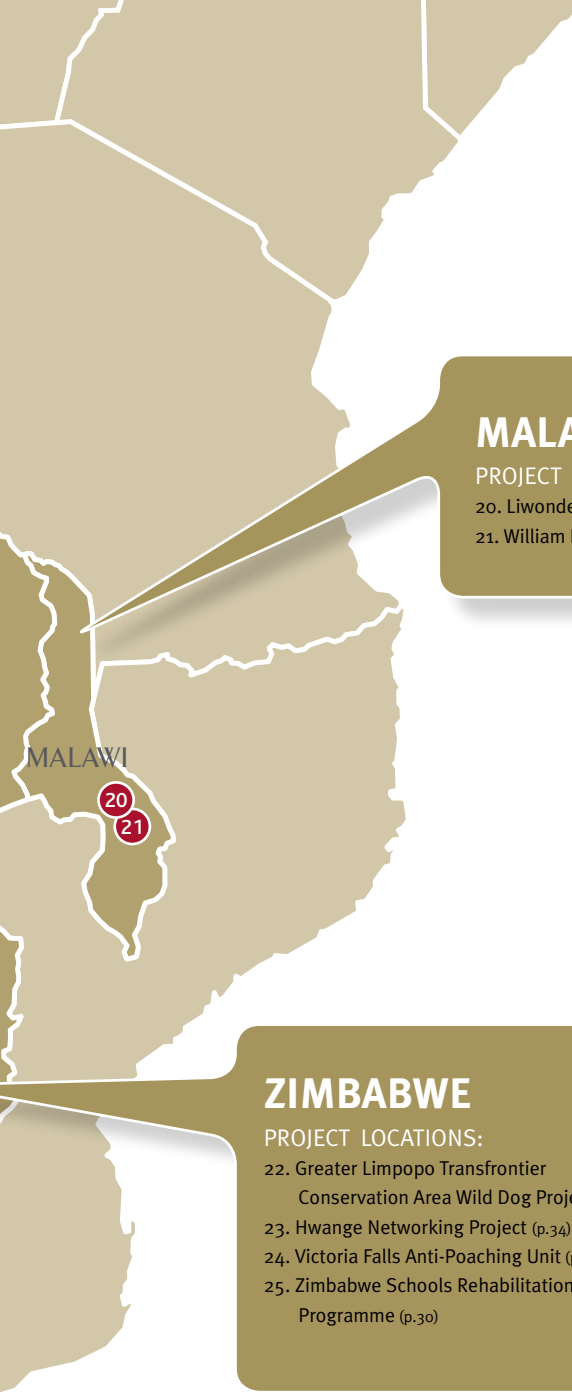 MALA
PROJECT
20. Liwonde
21. William
MALAWI
20
21
ZIMBABWE
PROJECT LOCATIONS:
22. Greater Limpopo Transfrontier
Conservation Area Wild Dog Proje
23. Hwange Networking Project (p.34)
24. Victoria Falls Anti-Poaching Unit (
25. Zimbabwe Schools Rehabilitation
Programme (p.30)